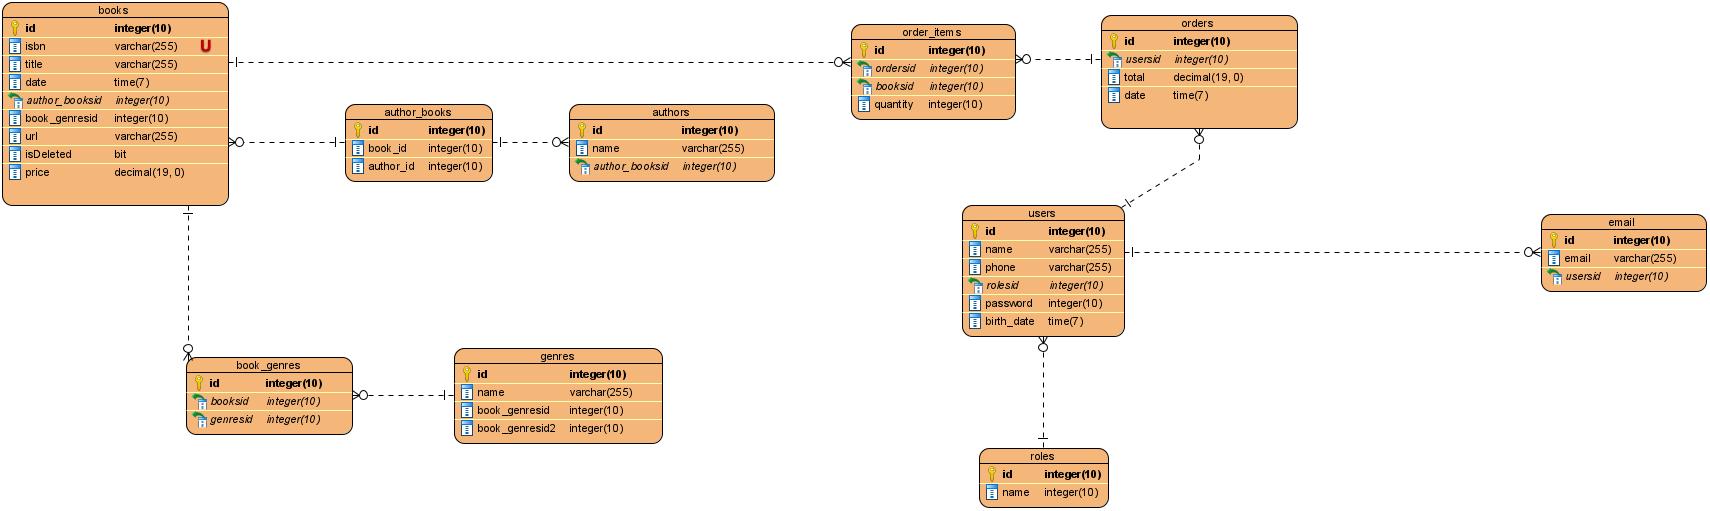 books
id integer(10)
isbn varchar(255) U
title varchar(255)
date time(7)
author_booksid integer(10)
book_genresid integer(10)
url varchar(255)
isDeleted bit
price decimal(19, 0)
author_books
id integer(10)
book_id integer(10)
author_id integer(10)
authors
id integer(10)
name varchar(255)
author_booksid integer(10)
order_items
id integer(10)
ordersid integer(10)
booksid integer(10)
quantity integer(10)
orders
id integer(10)
usersid integer(10)
total decimal(19, 0)
date time(7)
users
id integer(10)
name varchar(255)
phone varchar(255)
rolesid integer(10)
password integer(10)
birth_date time(7)
email
id integer(10)
email varchar(255)
usersid integer(10)
book_genres
id integer(10)
booksid integer(10)
genresid integer(10)
genres
id integer(10)
name varchar(255)
book_genresid integer(10)
book_genresid2 integer(10)
roles
id integer(10)
name integer(10)